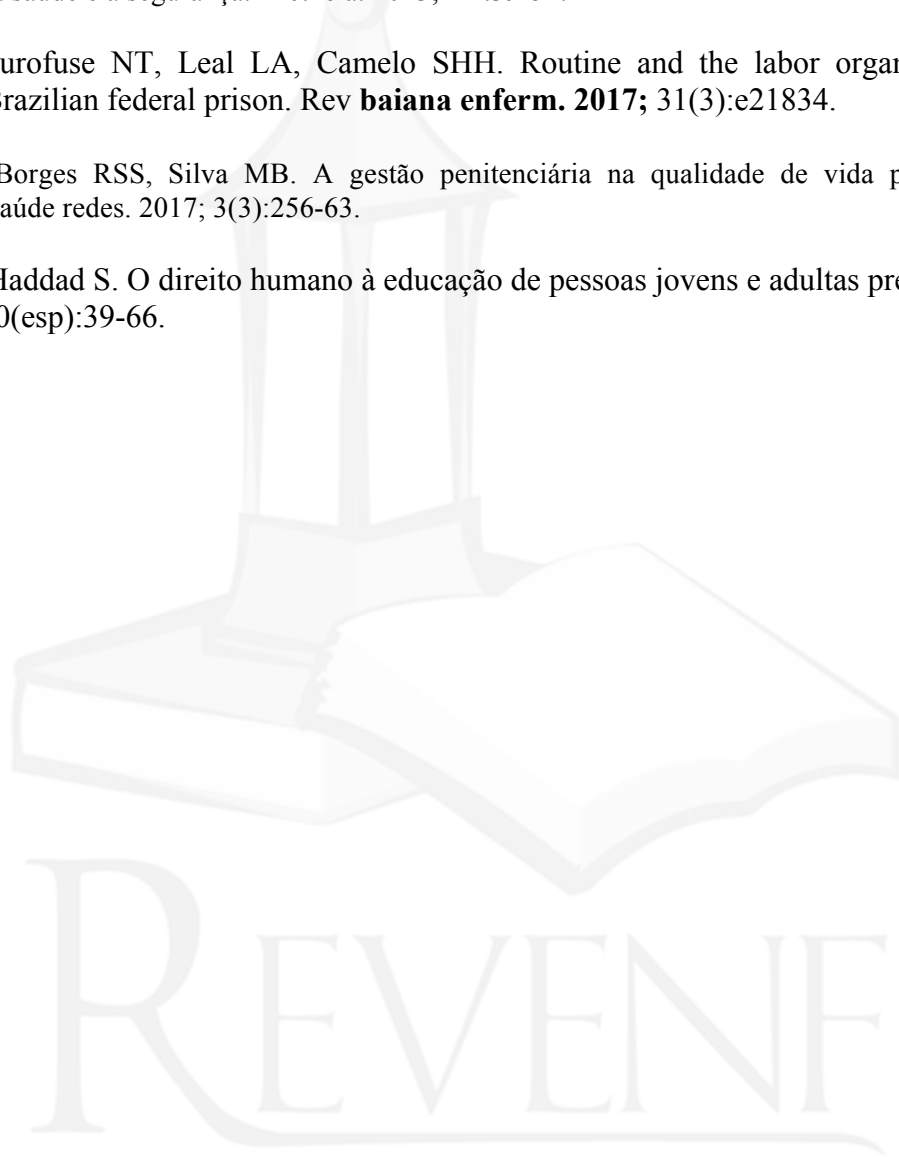 urofuse NT, Leal LA, Camelo SHH. Routine and the labor organ
Brazilian federal prison. Rev baiana enferm. 2017; 31(3):e21834.
Borges RSS, Silva MB. A gestão penitenciária na qualidade de vida p
aúde redes. 2017; 3(3):256-63.
Haddad S. O direito humano à educação de pessoas jovens e adultas pre
0(esp):39-66.
REVENF